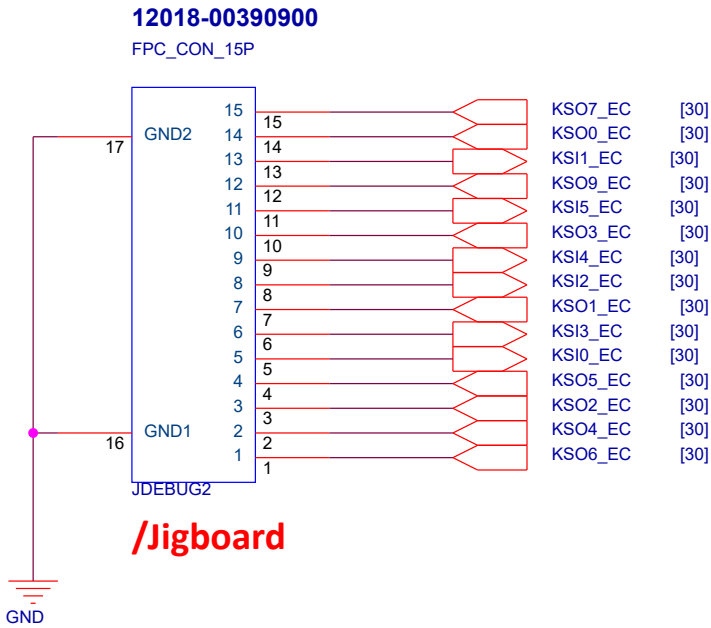 12018-00390900
FPC_CON_15P
15 15 KSO7_EC [30]
17 GND2 14 14 KSO0_EC [30]
13 13 KSI1_EC [30]
12 12 KSO9_EC [30]
11 11 KSI5_EC [30]
10 10 KSO3_EC [30]
9 9 KSI4_EC [30]
8 8 KSI2_EC [30]
7 7 KSO1_EC [30]
6 6 KSI3_EC [30]
5 5 KSI0_EC [30]
4 4 KSO5_EC [30]
3 3 KSO2_EC [30]
16 GND1 2 2 KSO4_EC [30]
1 1 KSO6_EC [30]
JDEBUG2
/Jigboard
GND